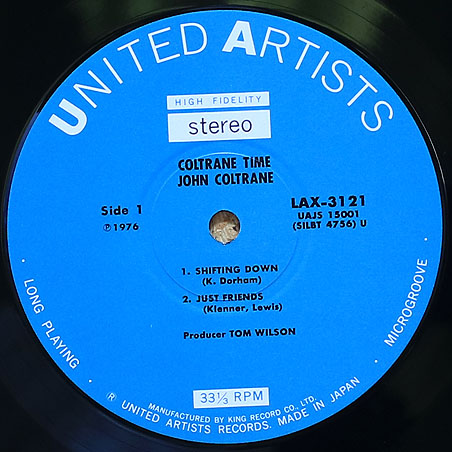 UNITED ARTISTS
HIGH FIDELITY
stereo
COLTRANE TIME
JOHN COLTRANE
Side 1
℗1976
LAX-3121
UAJS 15001
(SILBT 4756) U
1. SHIFTING DOWN
(K. Dorham)
2. JUST FRIENDS
(Klenner, Lewis)
Producer TOM WILSON
· LONG PLAYING ·
· MICROGROOVE ·
33⅓ RPM
MANUFACTURED BY KING RECORD CO., LTD.
® UNITED ARTISTS RECORDS. MADE IN JAPAN